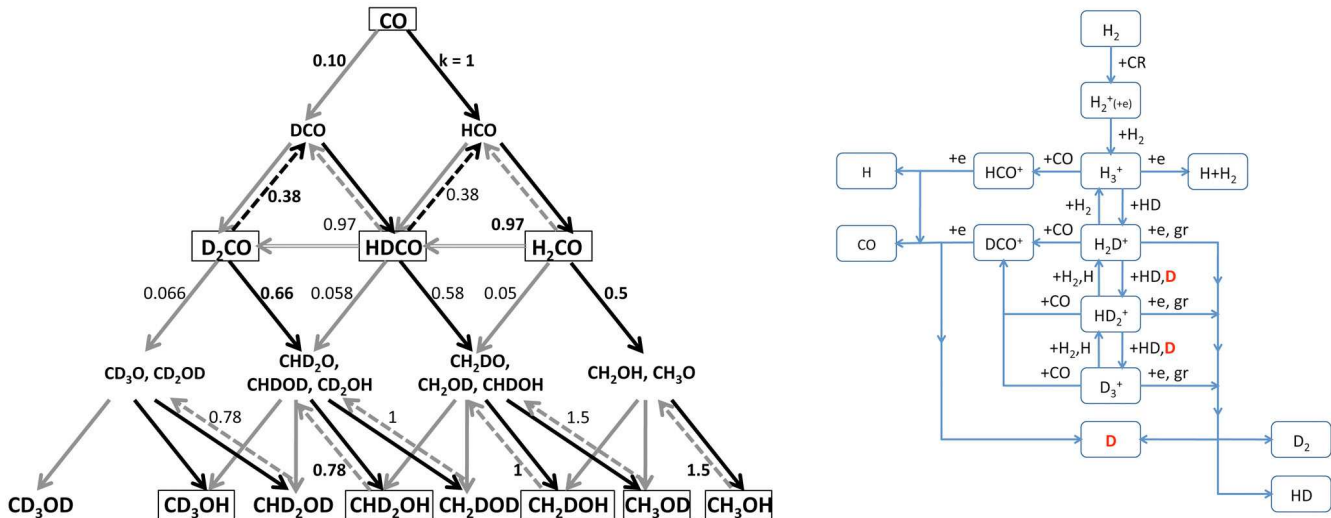 CO
0.10
k = 1
DCO
HCO
0.38
0.38
0.97
0.97
D₂CO
HDCO
H₂CO
0.066
0.66
0.058
0.58
0.05
0.5
CD₃O, CD₂OD
CHD₂O,
CHDOD, CD₂OH
CH₂DO,
CH₂OD, CHDOH
CH₂OH, CH₃O
0.78
1
1.5
0.78
1
1.5
CD₃OD
CD₃OH
CHD₂OD
CHD₂OH
CH₂DOD
CH₂DOH
CH₃OD
CH₃OH
H₂
+CR
H₂⁺(+e)
+H₂
H
+e
HCO⁺
+CO
H₃⁺
+e
H+H₂
+H₂
+HD
CO
+e
DCO⁺
+CO
H₂D⁺
+e, gr
+H₂,H
+HD,D
+CO
HD₂⁺
+e, gr
+H₂,H
+HD,D
+CO
D₃⁺
+e, gr
D
D₂
HD